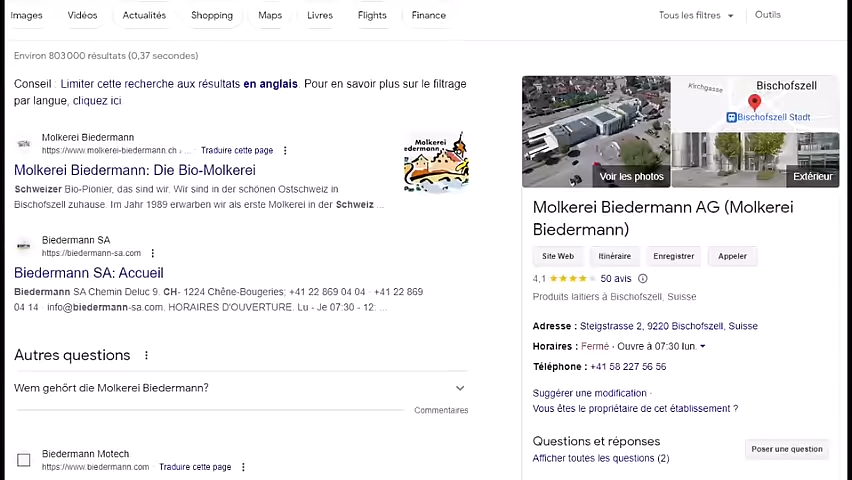 Images Vidéos Actualités Shopping Maps Livres Flights Finance Tous les filtres Outils
Environ 803 000 résultats (0,37 secondes)
Conseil : Limiter cette recherche aux résultats en anglais. Pour en savoir plus sur le filtrage
par langue, cliquez ici
Molkerei Biedermann
https://www.molkerei-biedermann.ch › ... Traduire cette page
Molkerei Biedermann: Die Bio-Molkerei
Schweizer Bio-Pionier, das sind wir. Wir sind in der schönen Ostschweiz in
Bischofszell zuhause. Im Jahr 1989 erwarben wir als erste Molkerei in der Schweiz ...
Molkerei
Biedermann SA
https://biedermann-sa.com
Biedermann SA: Accueil
Biedermann SA Chemin Deluc 9. CH- 1224 Chêne-Bougeries; +41 22 869 04 04 · +41 22 869
04 14 · info@biedermann-sa.com. HORAIRES D'OUVERTURE. Lu - Je 07:30 - 12: ...
Autres questions
Wem gehört die Molkerei Biedermann?
Commentaires
Biedermann Motech
https://www.biedermann.com Traduire cette page
Voir les photos
Kirchgasse
Bischofszell
Bischofszell Stadt
Extérieur
Molkerei Biedermann AG (Molkerei
Biedermann)
Site Web Itinéraire Enregistrer Appeler
4,1 50 avis
Produits laitiers à Bischofszell, Suisse
Adresse : Steigstrasse 2, 9220 Bischofszell, Suisse
Horaires : Fermé · Ouvre à 07:30 lun.
Téléphone : +41 58 227 56 56
Suggérer une modification ·
Vous êtes le propriétaire de cet établissement ?
Questions et réponses
Afficher toutes les questions (2)
Poser une question